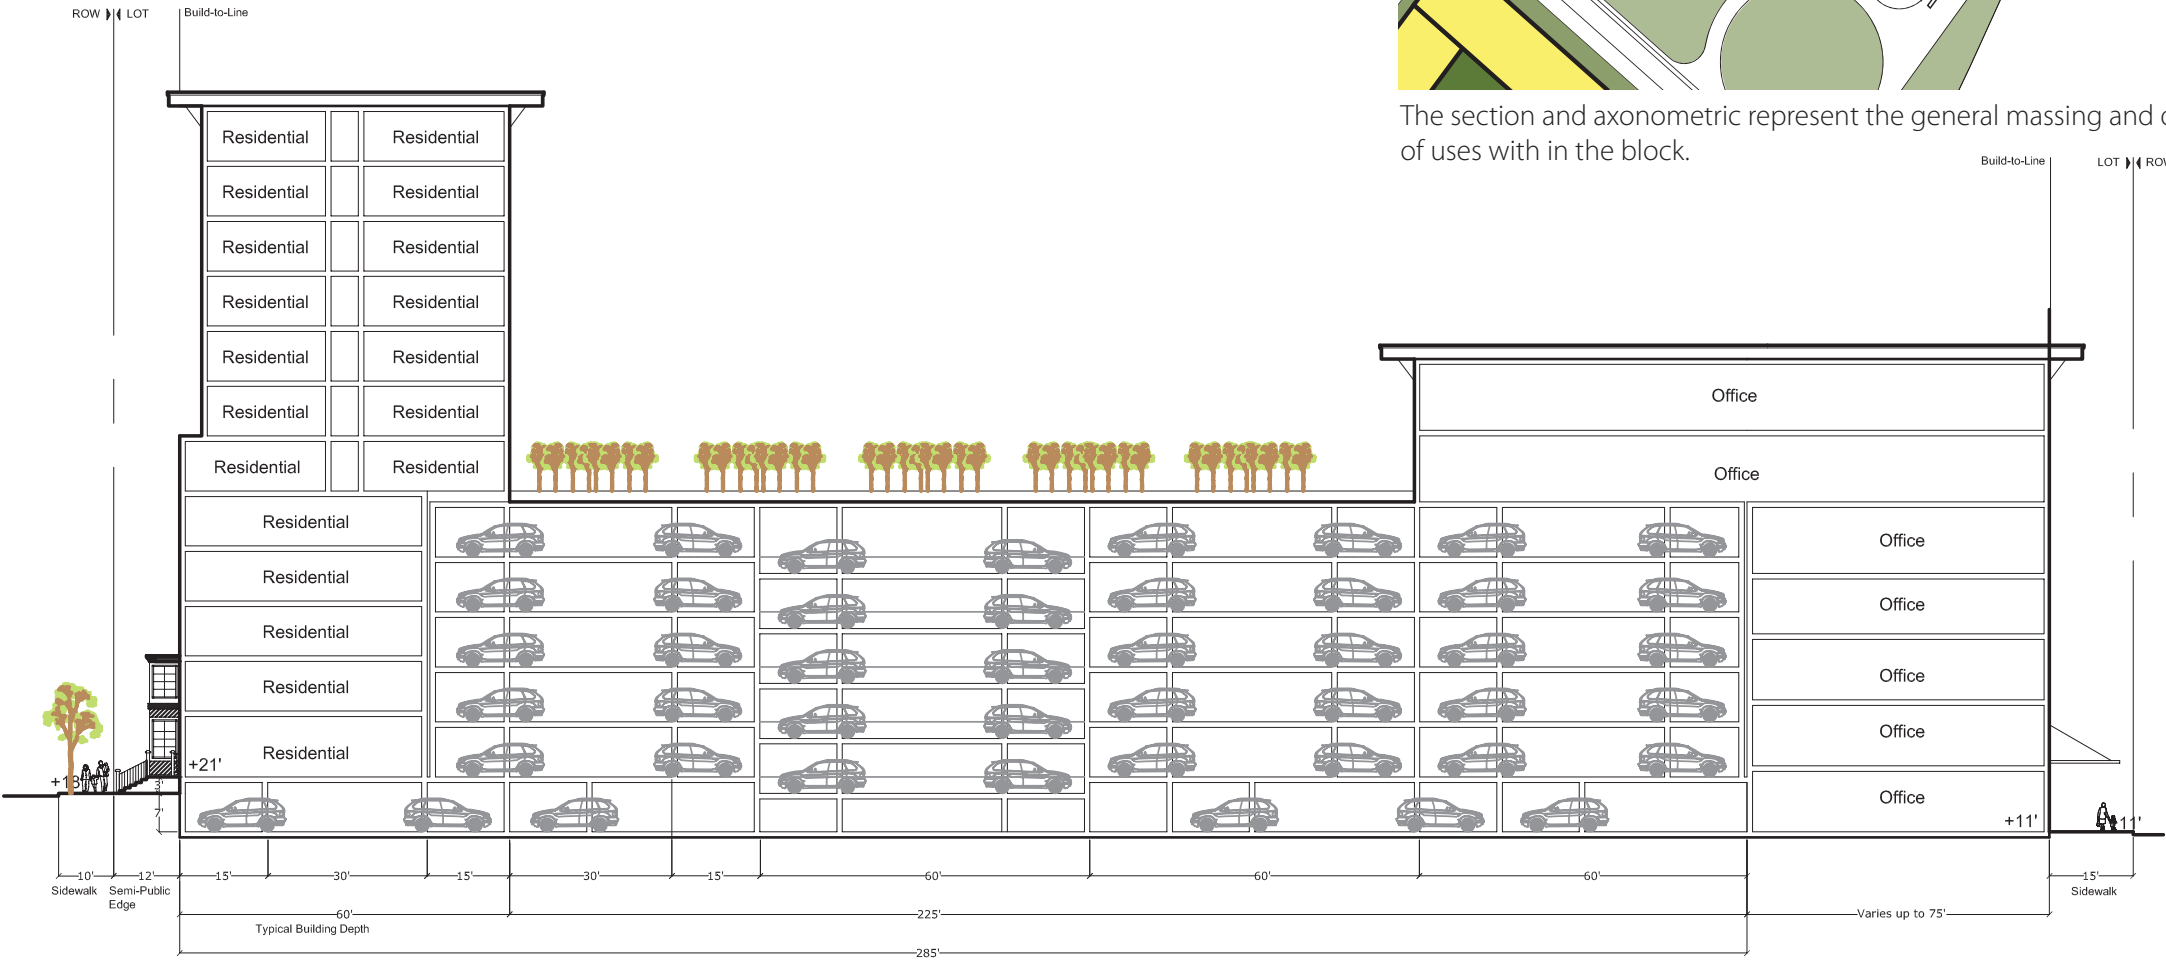 ROW LOT Build-to-Line
The section and axonometric represent the general massing and
of uses with in the block.
Build-to-Line LOT ROW
Residential Residential
Residential Residential
Residential Residential
Residential Residential
Residential Residential
Residential Residential
Residential Residential
Residential
Residential
Residential
Residential
Residential
Office
Office
Office
Office
Office
Office
Office
+18'
+21'
3'
7'
+11'
11'
10' 12' 15' 30' 15' 30' 15' 60' 60' 60' 15'
Sidewalk Semi-Public
Edge
Sidewalk
60' 225' Varies up to 75'
Typical Building Depth
285'